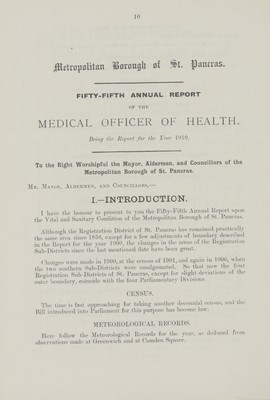 10
Metropolitan Borough of St. Pancras.
FIFTY-FIFTH ANNUAL REPORT
OF THE
MEDICAL OFFICER OF HEALTH.
Being the Report for the Year 1910.
To the Right Worshipful the Mayor, Aldermen, and Councillors of the
Metropolitan Borough of St. Pancras.
MR. MAYOR, ALDERMEN, AND COUNCILLORS,—
I.—INTRODUCTION.
I have the honour to present to you the Fifty-Fifth Annual Report upon
the Vital and Sanitary Condition of the Metropolitan Borough of St. Pancras.
Although the Registration District of St. Pancras has remained practically
the same area since 1856, except for a few adjustments of boundary described
in the Report for the year 1900, the changes in the areas of the Registration
Sub-Districts since the last-mentioned date have been great.
Changes were made in 1900, at the census of 1901, and again in 1906, when
the two northern Sub-Districts were amalgamated. So that now the four
Registration Sub-Districts of St. Pancras, except for slight deviations of the
outer boundary, coincide with the four Parliamentary Divisions.
CENSUS.
The time is fast approaching for taking another decennial census, and the
Bill introduced into Parliament for this purpose has become law.
METEOROLOGICAL RECORDS.
Here follow the Meteorological Records for the year, as deduced from
observations made at Greenwich and at Camden Square.